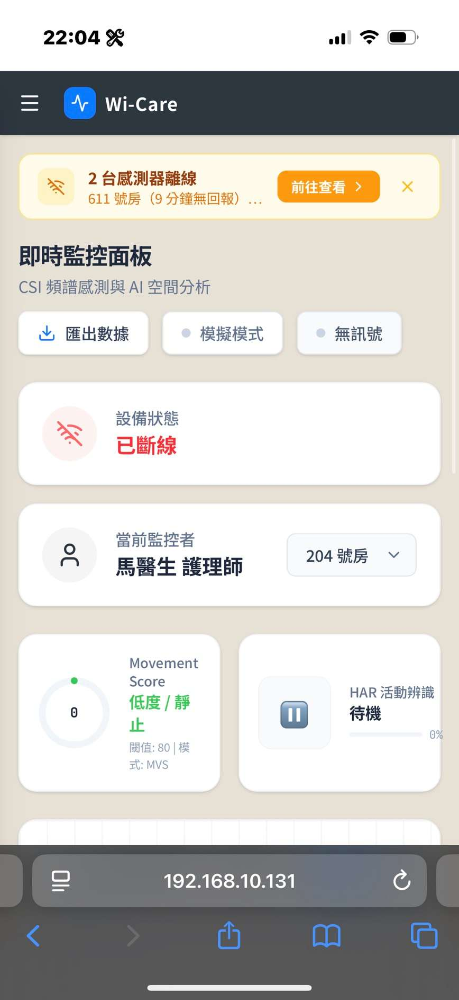 22:04
Wi-Care
2 台感測器離線
611 號房（9 分鐘無回報）...
前往查看
即時監控面板
CSI 頻譜感測與 AI 空間分析
匯出數據
模擬模式
無訊號
設備狀態
已斷線
當前監控者
馬醫生 護理師
204 號房
Movement
Score
0
低度 / 靜
止
閾值: 80 | 模
式: MVS
HAR 活動辨識
待機
0%
192.168.10.131